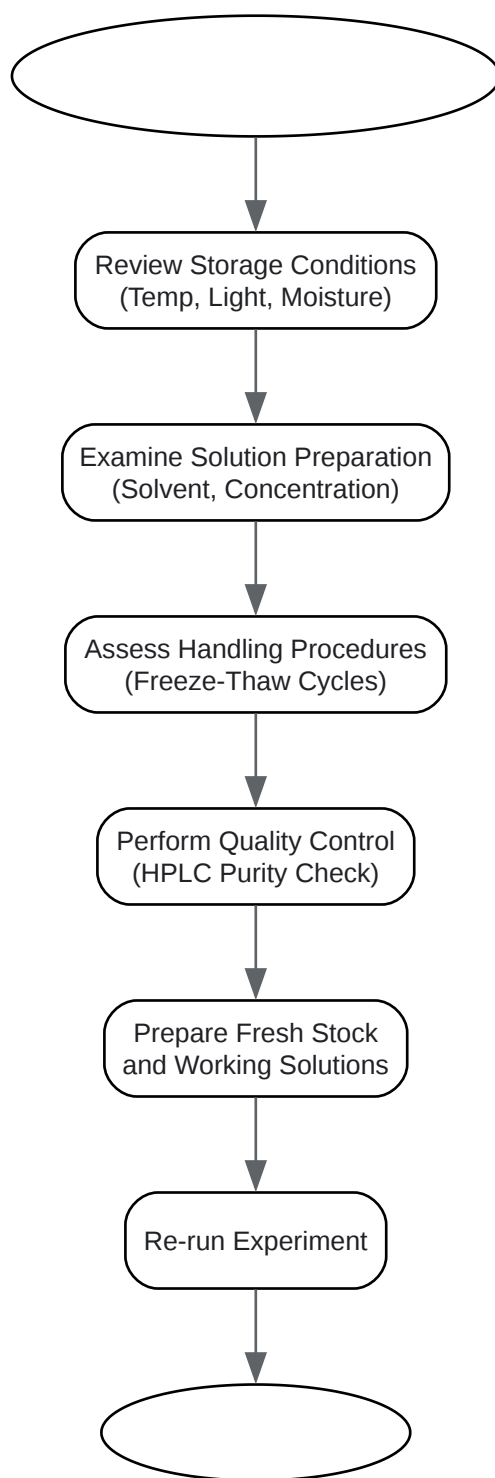 Review Storage Conditions
(Temp, Light, Moisture)
Examine Solution Preparation
(Solvent, Concentration)
Assess Handling Procedures
(Freeze-Thaw Cycles)
Perform Quality Control
(HPLC Purity Check)
Prepare Fresh Stock
and Working Solutions
Re-run Experiment